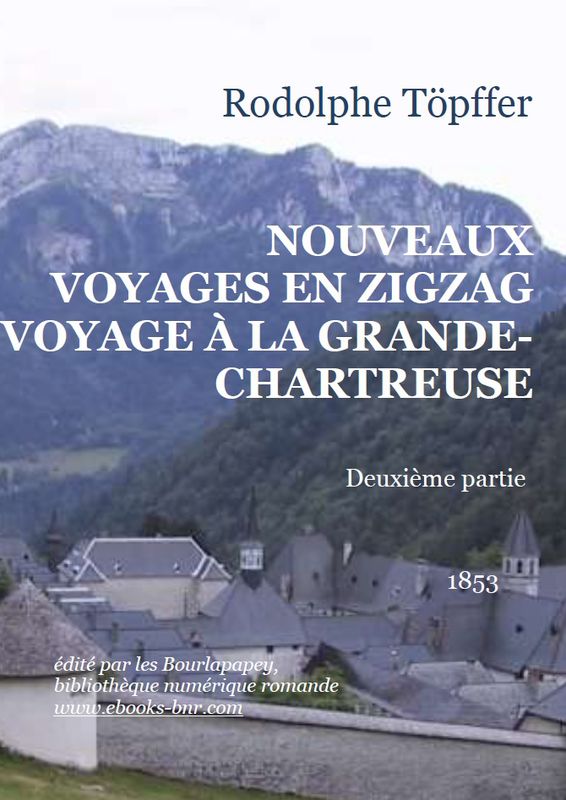 Rodolphe Töpffer
NOUVEAUX
VOYAGES EN ZIGZAG
VOYAGE À LA GRANDE-
CHARTREUSE
Deuxième partie
1853
édité par les Bourlapapey,
bibliothèque numérique romande
www.ebooks-bnr.com